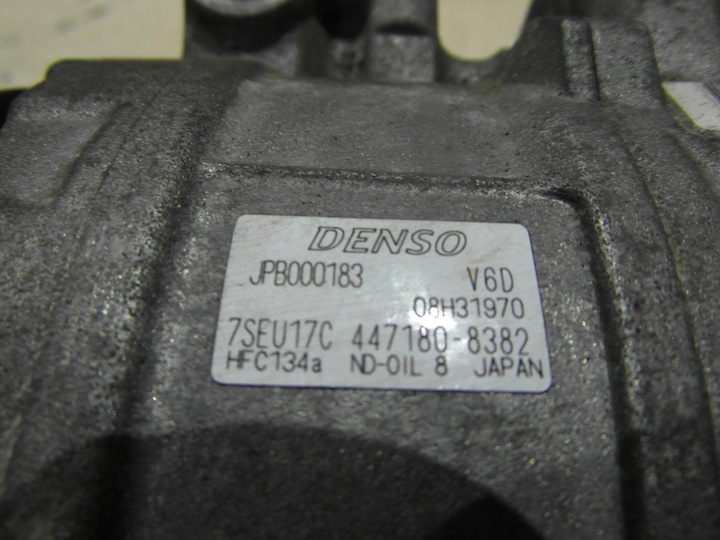 DENSO
JPB000183 V6D
08H31970
7SEU17C 447180-8382
HFC134a ND-OIL 8 JAPAN